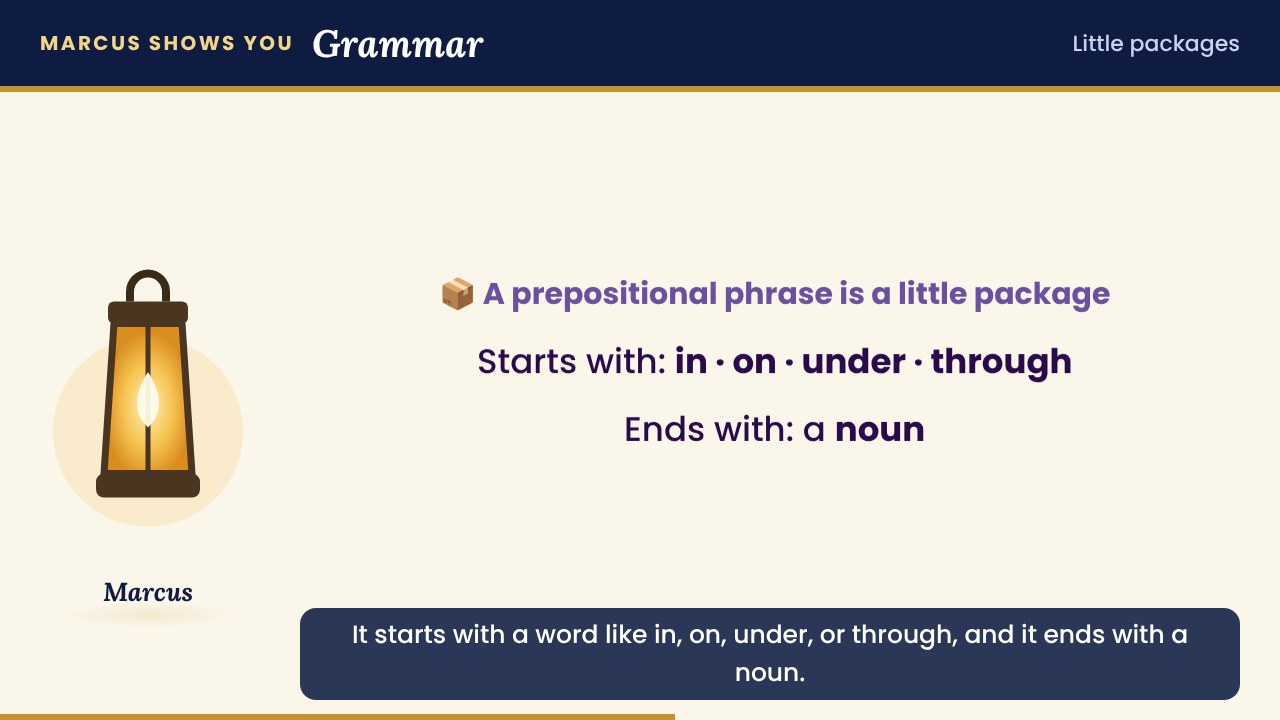 MARCUS SHOWS YOU Grammar
Little packages
📦 A prepositional phrase is a little package
Starts with: in · on · under · through
Ends with: a noun
Marcus
It starts with a word like in, on, under, or through, and it ends with a
noun.